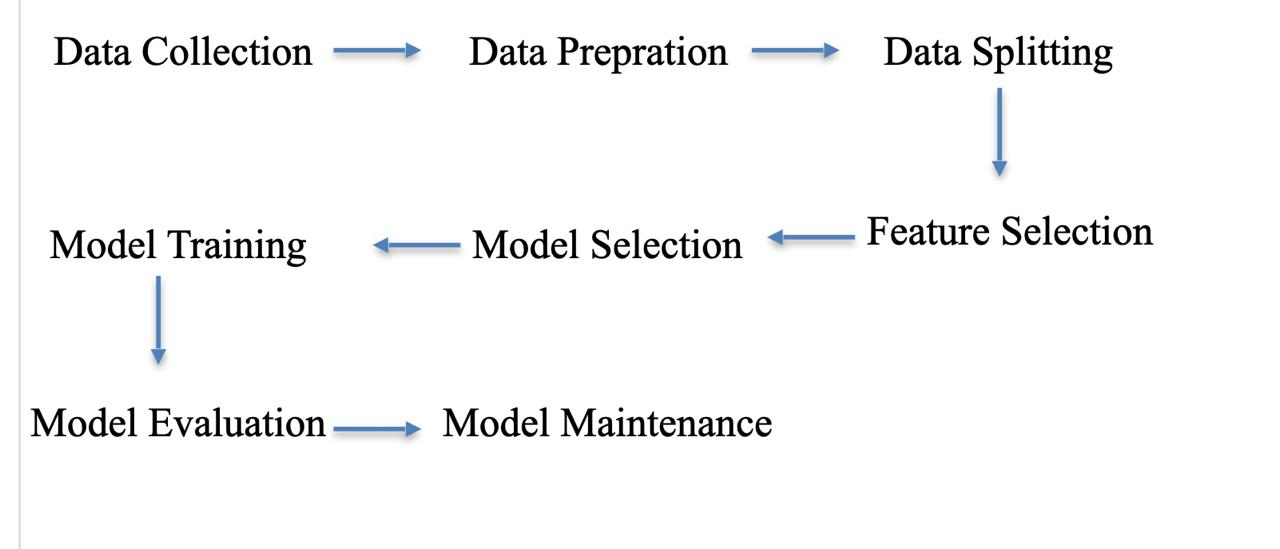 Data Collection Data Prepration Data Splitting
Model Training Model Selection Feature Selection
Model Evaluation Model Maintenance